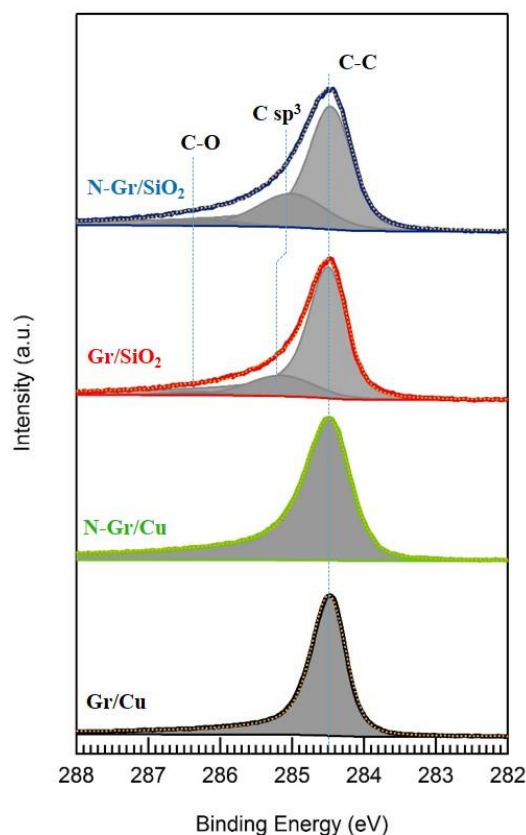 C-C
C sp³
C-O
N-Gr/SiO₂
Gr/SiO₂
N-Gr/Cu
Gr/Cu
Intensity (a.u.)
288 287 286 285 284 283 282
Binding Energy (eV)